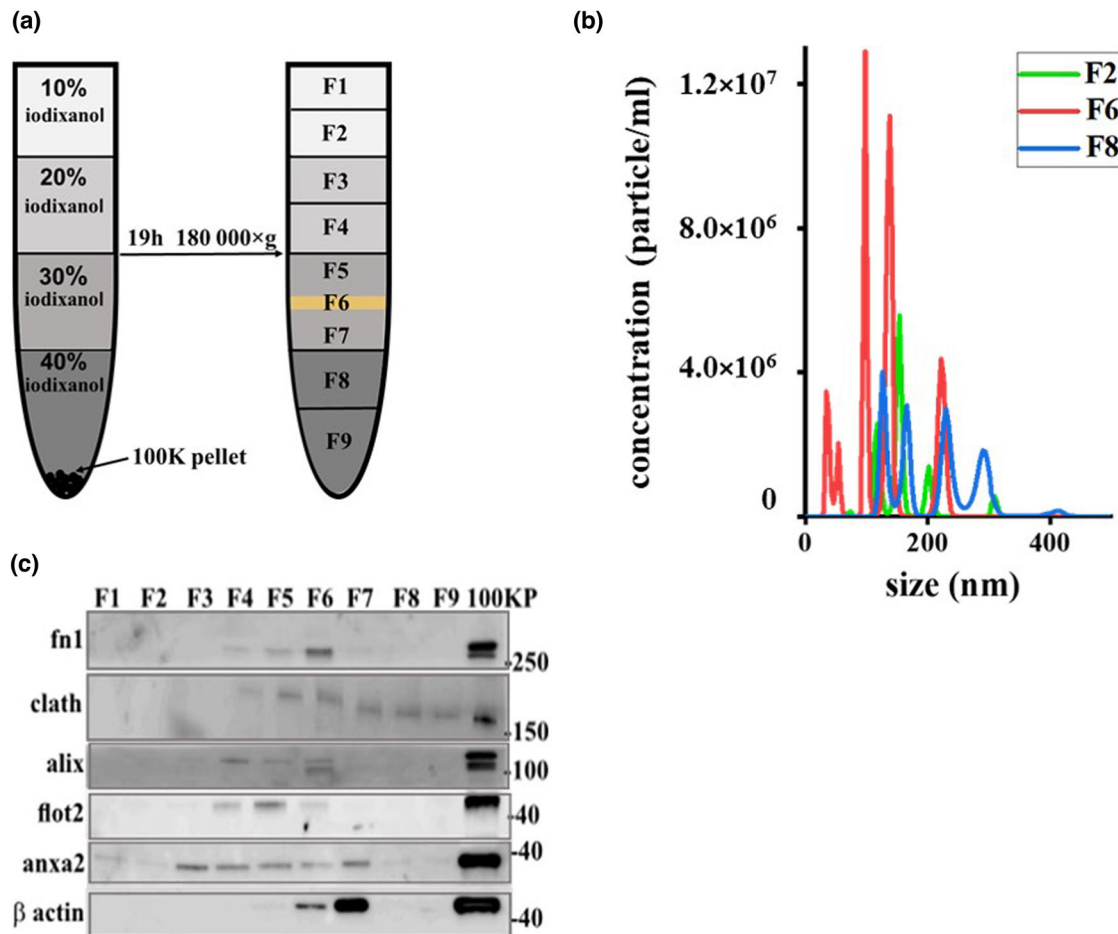 (a)
10%
iodixanol
20%
iodixanol
30%
iodixanol
40%
iodixanol
100K pellet
19h 180 000×g
F1
F2
F3
F4
F5
F6
F7
F8
F9
(b)
F2
F6
F8
concentration (particle/ml)
1.2×10⁷
8.0×10⁶
4.0×10⁶
0
0 200 400
size (nm)
(c)
F1 F2 F3 F4 F5 F6 F7 F8 F9 100KP
fn1 250
clath 150
alix 100
flot2 40
anxa2 40
β actin 40